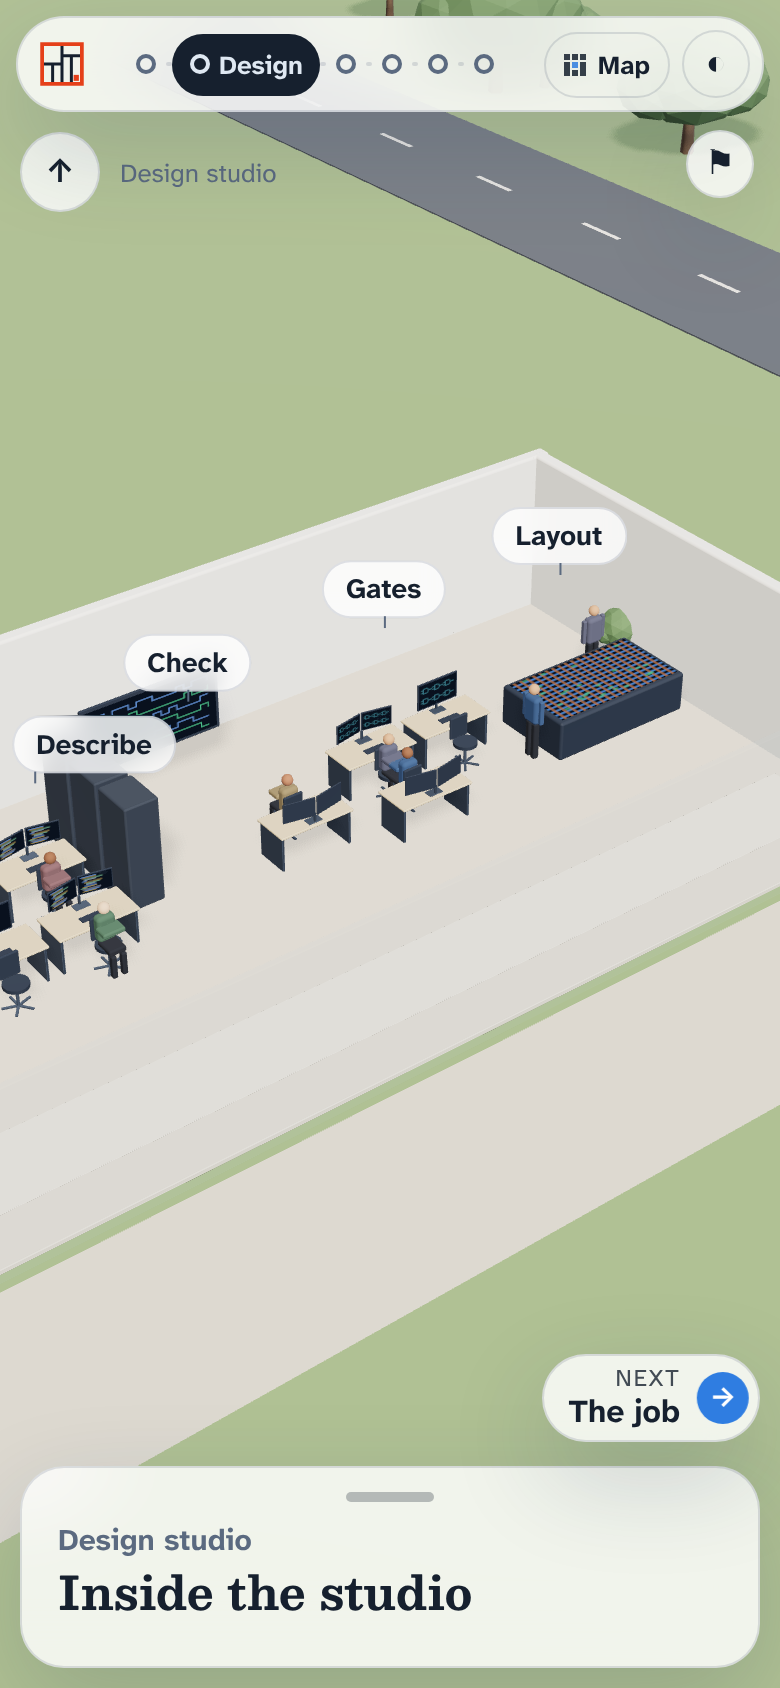 Design
Map
Design studio
Layout
Gates
Check
Describe
NEXT
The job
Design studio
Inside the studio